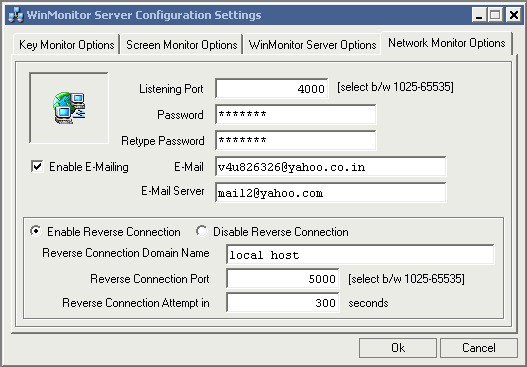 WinMonitor Server Configuration Settings
Key Monitor Options Screen Monitor Options WinMonitor Server Options Network Monitor Options
Listening Port 4000 [select b/w 1025-65535]
Password *******
Retype Password *******
Enable E-Mailing E-Mail v4u826326@yahoo.co.in
E-Mail Server mail2@yahoo.com
Enable Reverse Connection Disable Reverse Connection
Reverse Connection Domain Name local host
Reverse Connection Port 5000 [select b/w 1025-65535]
Reverse Connection Attempt in 300 seconds
Ok Cancel